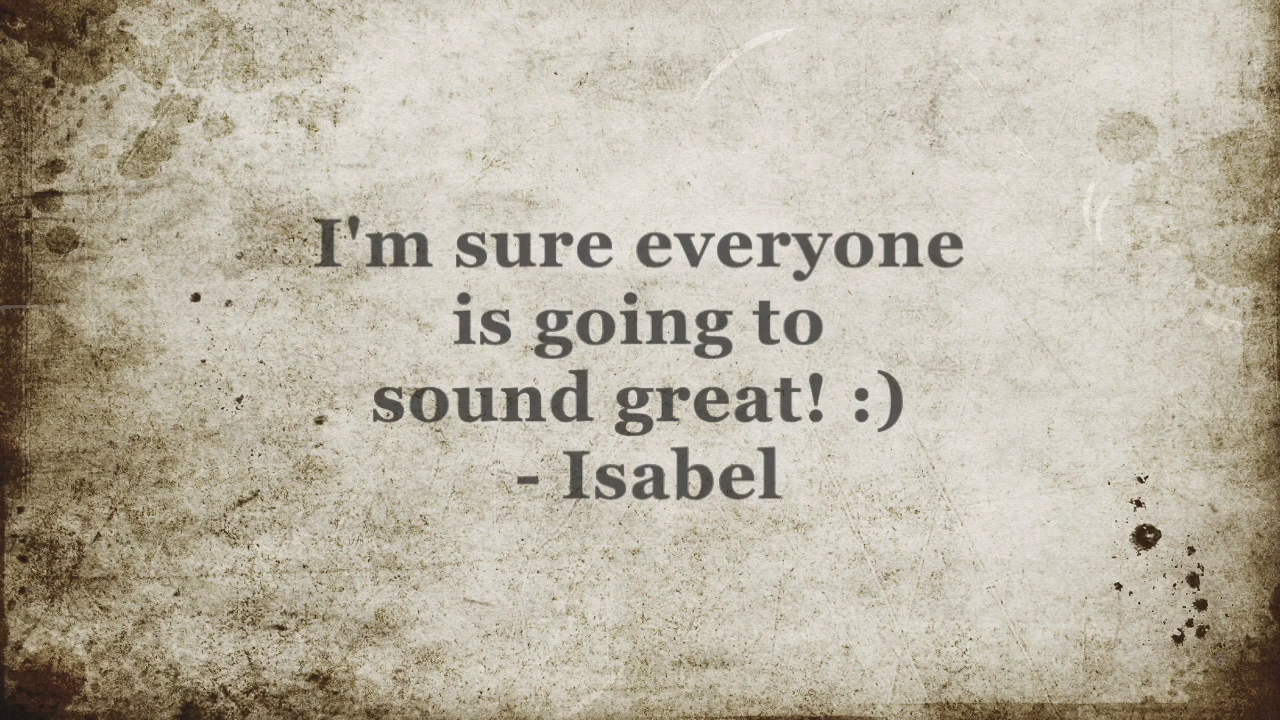 I'm sure everyone
is going to
sound great! :)
- Isabel